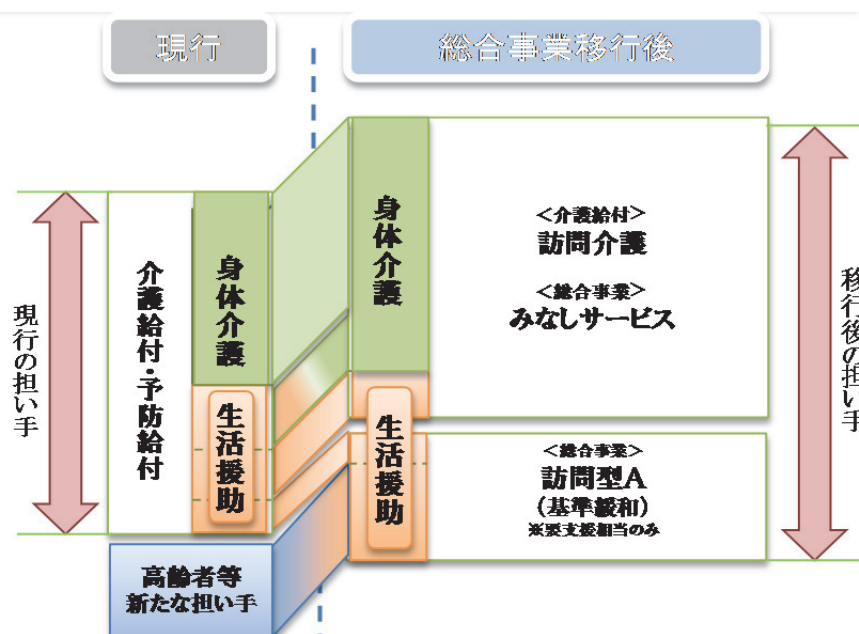 現行
総合事業移行後
現行の担い手
介護給付・予防給付
身体介護
生活援助
高齢者等
新たな担い手
身体介護
生活援助
＜介護給付＞
訪問介護
＜総合事業＞
みなしサービス
＜総合事業＞
訪問型A
（基準緩和）
※要支援相当のみ
移行後の担い手